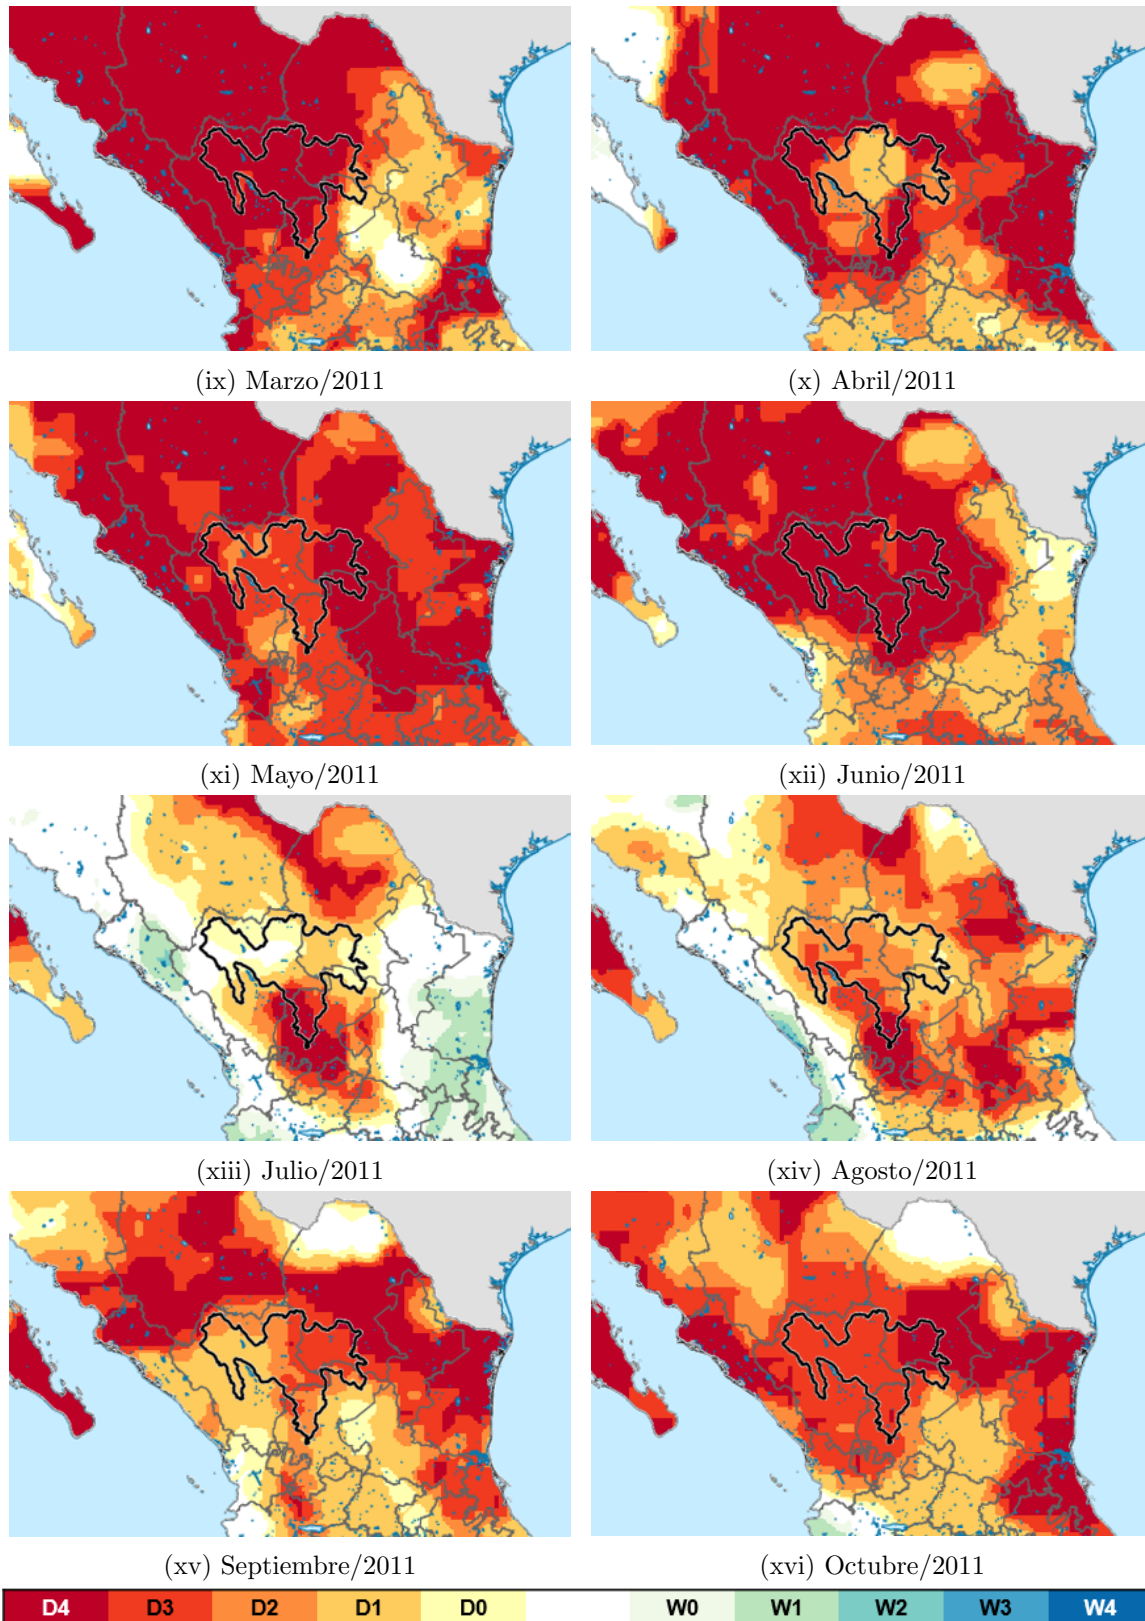 (ix) Marzo/2011
(x) Abril/2011
(xi) Mayo/2011
(xii) Junio/2011
(xiii) Julio/2011
(xiv) Agosto/2011
(xv) Septiembre/2011
(xvi) Octubre/2011
D4 D3 D2 D1 D0 W0 W1 W2 W3 W4